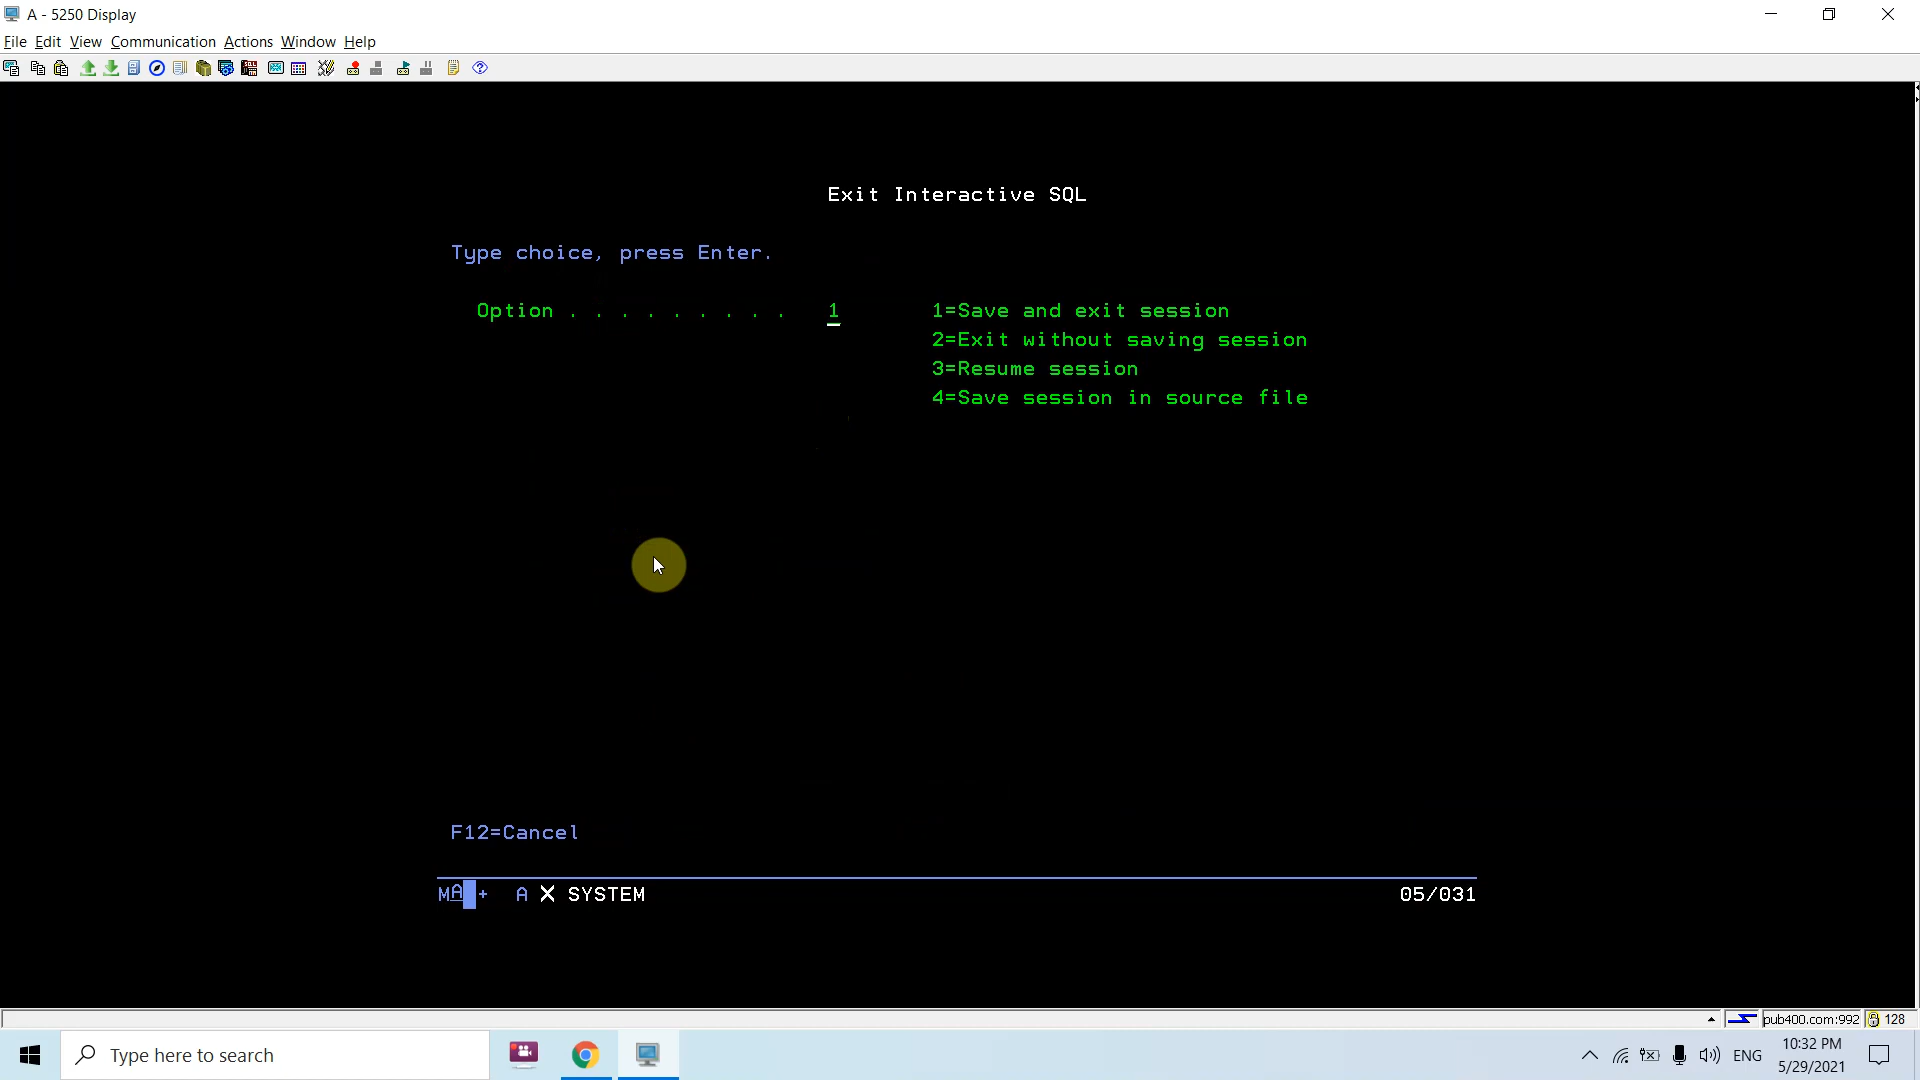 A - 5250 Display
File Edit View Communication Actions Window Help
Exit Interactive SQL
Type choice, press Enter.
Option . . . . . . . . . 1 1=Save and exit session
2=Exit without saving session
3=Resume session
4=Save session in source file
F12=Cancel
MA + A X SYSTEM 05/031
pub400.com:992 128
Type here to search
ENG
10:32 PM
5/29/2021